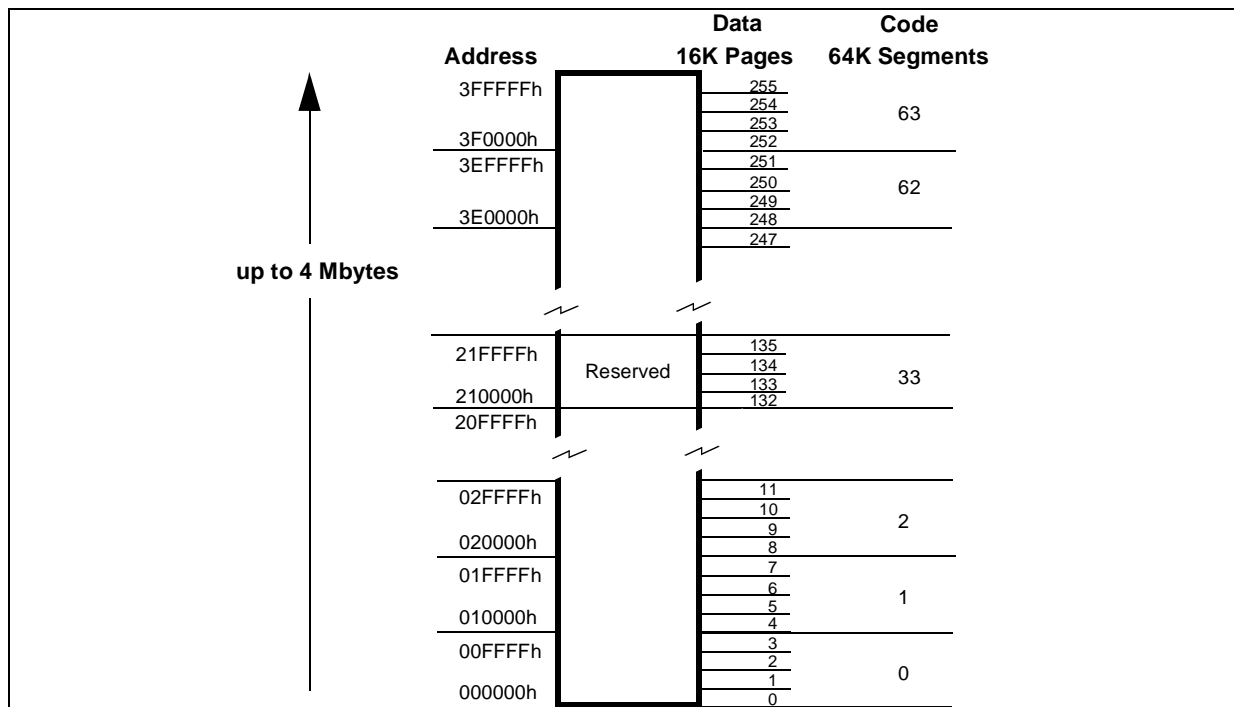 Data Code
Address 16K Pages 64K Segments
3FFFFFh 255
254
253 63
3F0000h 252
3EFFFFh 251
250 62
249
3E0000h 248
247
up to 4 Mbytes
135
21FFFFh 134
Reserved 33
133
210000h 132
20FFFFh
02FFFFh 11
10
9 2
020000h 8
01FFFFh 7
6
5 1
010000h 4
00FFFFh 3
2
1 0
000000h 0